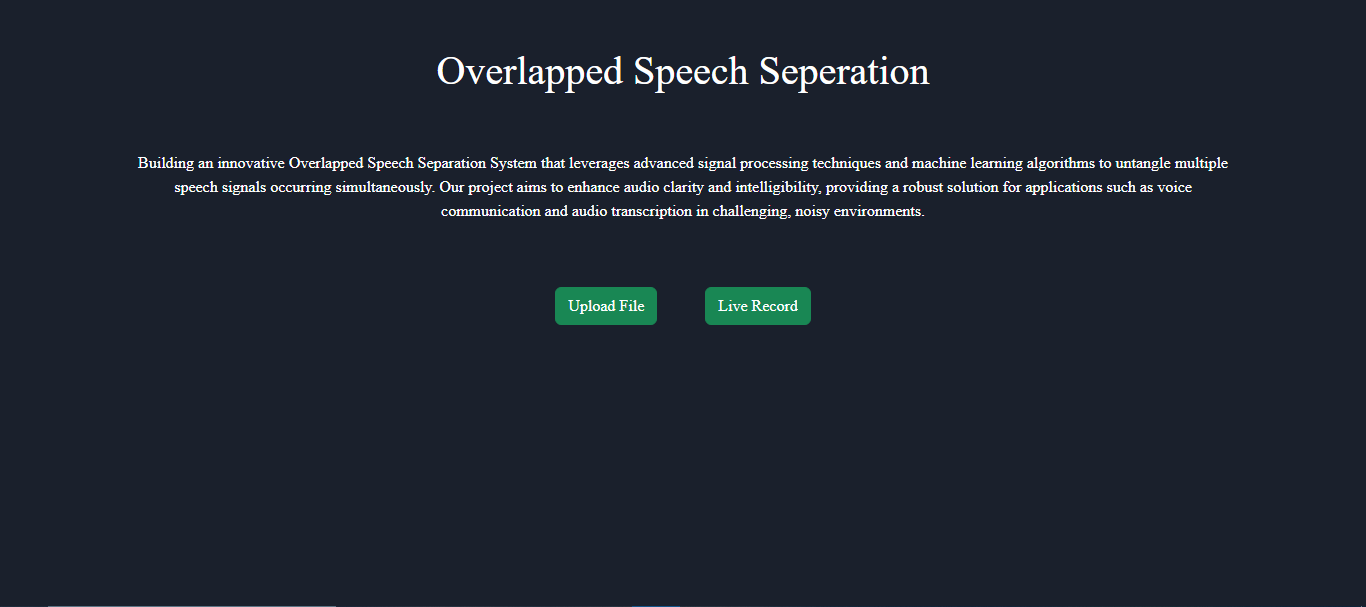 Overlapped Speech Seperation
Building an innovative Overlapped Speech Separation System that leverages advanced signal processing techniques and machine learning algorithms to untangle multiple
speech signals occurring simultaneously. Our project aims to enhance audio clarity and intelligibility, providing a robust solution for applications such as voice
communication and audio transcription in challenging, noisy environments.
Upload File
Live Record